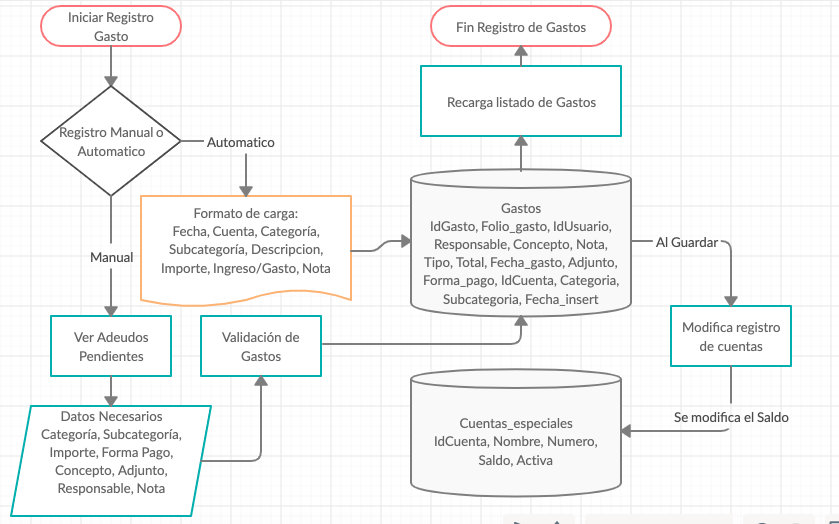 Iniciar Registro
Gasto
Fin Registro de Gastos
Recarga listado de Gastos
Registro Manual o
Automatico
Automatico
Formato de carga:
Fecha, Cuenta, Categoría,
Subcategoría, Descripcion,
Importe, Ingreso/Gasto, Nota
Gastos
IdGasto, Folio_gasto, IdUsuario,
Responsable, Concepto, Nota,
Tipo, Total, Fecha_gasto, Adjunto,
Forma_pago, IdCuenta, Categoria,
Subcategoria, Fecha_insert
Al Guardar
Manual
Ver Adeudos
Pendientes
Validación de
Gastos
Modifica registro
de cuentas
Datos Necesarios
Categoría, Subcategoría,
Importe, Forma Pago,
Concepto, Adjunto,
Responsable, Nota
Cuentas_especiales
IdCuenta, Nombre, Numero,
Saldo, Activa
Se modifica el Saldo